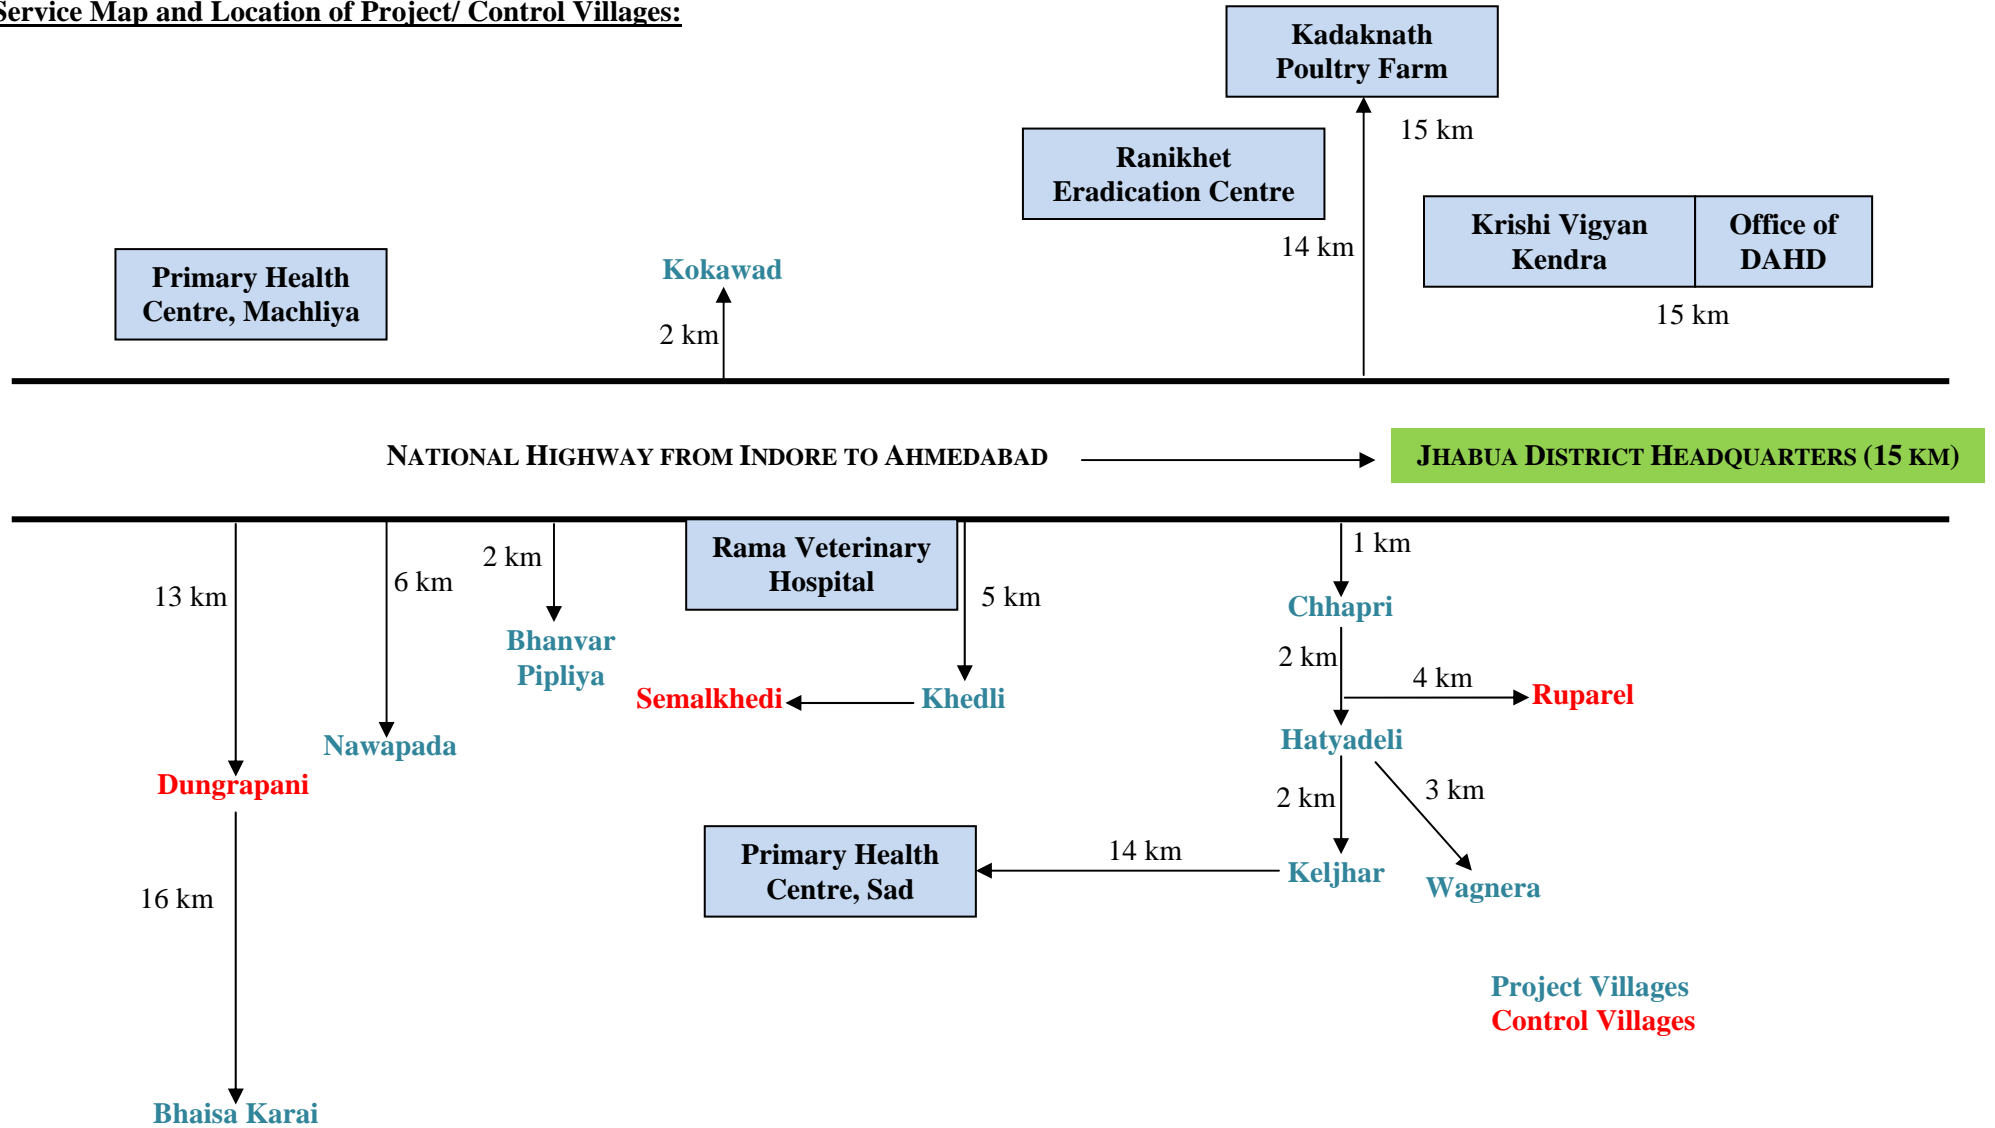 Service Map and Location of Project/ Control Villages:
Kadaknath
Poultry Farm
15 km
Ranikhet
Eradication Centre
14 km
Krishi Vigyan
Kendra
Office of
DAHD
15 km
Primary Health
Centre, Machliya
Kokawad
2 km
NATIONAL HIGHWAY FROM INDORE TO AHMEDABAD
JHABUA DISTRICT HEADQUARTERS (15 KM)
13 km
6 km
2 km
Rama Veterinary
Hospital
5 km
1 km
Chhapri
Bhanvar
Pipliya
2 km
4 km
Ruparel
Semalkhedi
Khedli
Nawapada
Hatyadeli
Dungrapani
2 km
3 km
Primary Health
Centre, Sad
14 km
Keljhar
Wagnera
16 km
Project Villages
Control Villages
Bhaisa Karai